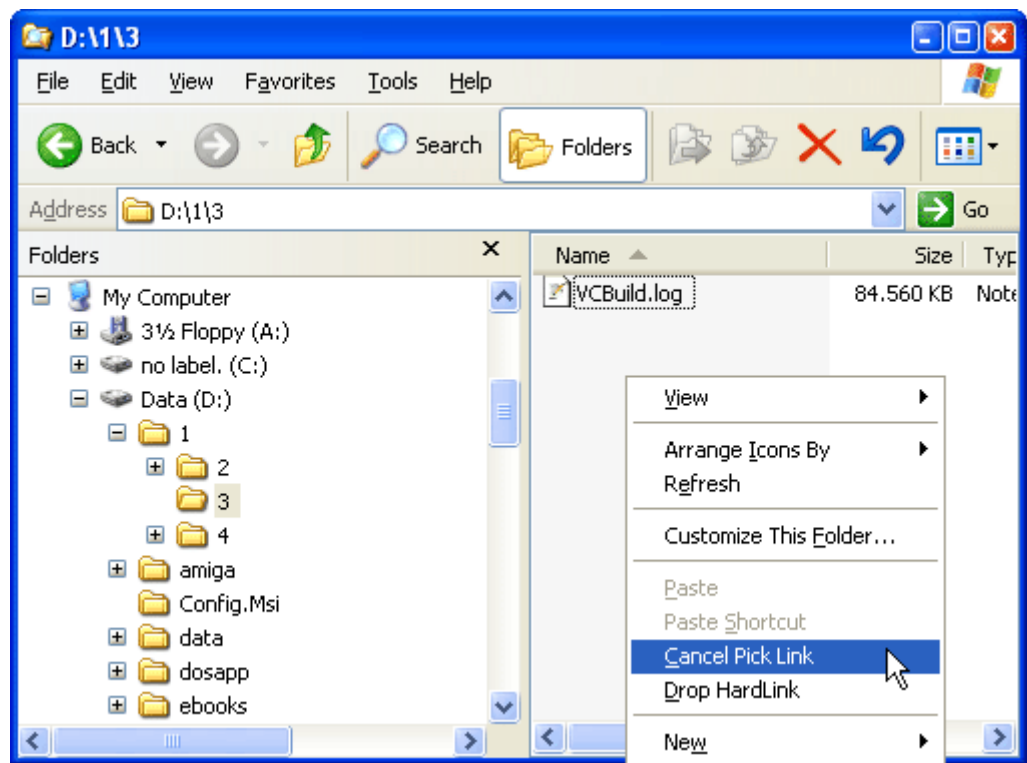 D:\1\3
File Edit View Favorites Tools Help
Back Search Folders
Address D:\1\3 Go
Folders
My Computer
3½ Floppy (A:)
no label. (C:)
Data (D:)
1
2
3
4
amiga
Config.Msi
data
dosapp
ebooks
Name Size Typ
VCBuild.log 84.560 KB Note
View
Arrange Icons By
Refresh
Customize This Folder...
Paste
Paste Shortcut
Cancel Pick Link
Drop HardLink
New